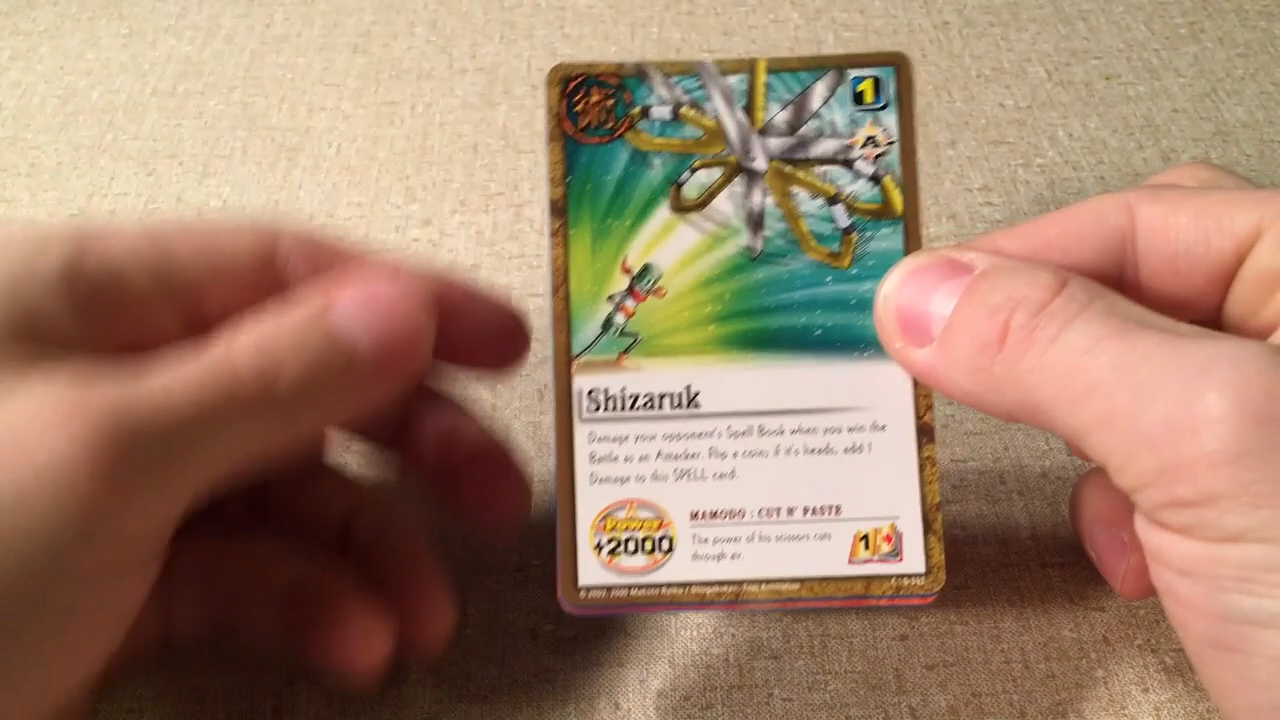 術
1
A
Shizaruk
Damage your opponent's Spell Book when you win the
Battle as an Attacker. Flip a coin; if it's heads, add 1
Damage to this SPELL card.
Power
+2000
MAMODO : CUT N' PASTE
The power of his scissors cuts
through air.
1